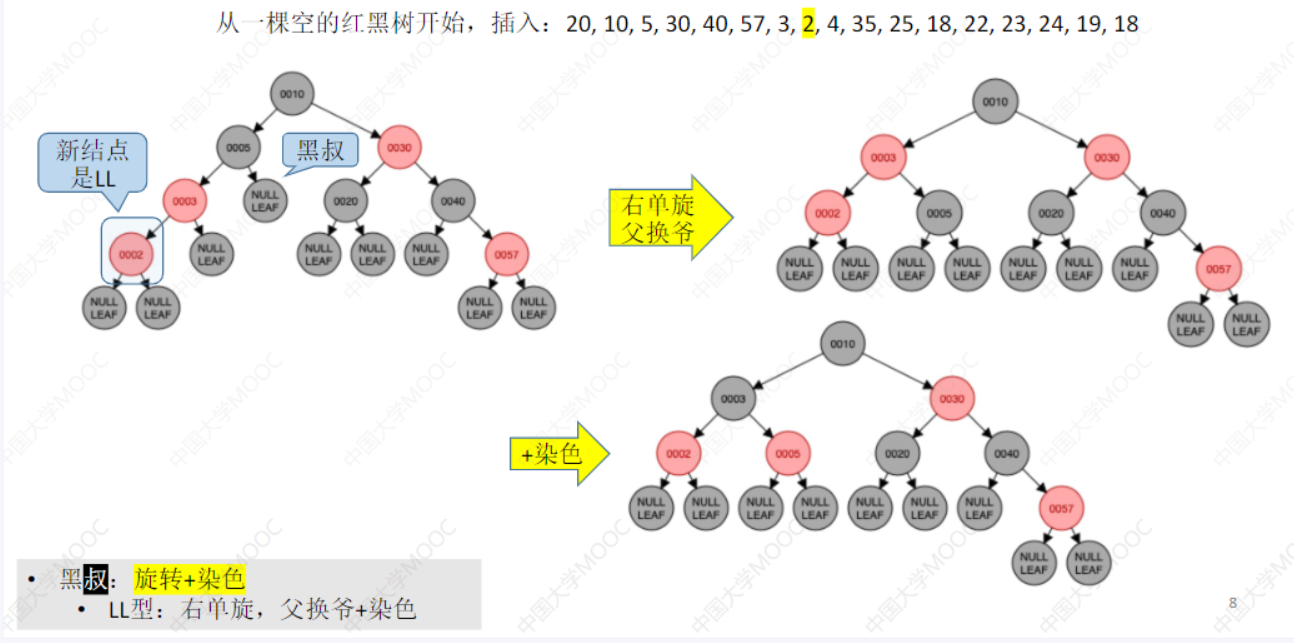 从一棵空的红黑树开始，插入：20, 10, 5, 30, 40, 57, 3, 2, 4, 35, 25, 18, 22, 23, 24, 19, 18
新结点
是LL
黑叔
0010
0005
0030
0003
NULL
LEAF
0020
0040
0002
NULL
LEAF
NULL
LEAF
NULL
LEAF
NULL
LEAF
0057
NULL
LEAF
NULL
LEAF
NULL
LEAF
NULL
LEAF
右单旋
父换爷
0010
0003
0030
0002
0005
0020
0040
NULL
LEAF
NULL
LEAF
NULL
LEAF
NULL
LEAF
NULL
LEAF
NULL
LEAF
NULL
LEAF
0057
NULL
LEAF
NULL
LEAF
+染色
0010
0003
0030
0002
0005
0020
0040
NULL
LEAF
NULL
LEAF
NULL
LEAF
NULL
LEAF
NULL
LEAF
NULL
LEAF
NULL
LEAF
0057
NULL
LEAF
NULL
LEAF
• 黑叔：旋转+染色
• LL型：右单旋，父换爷+染色
8
中国大学MOOC